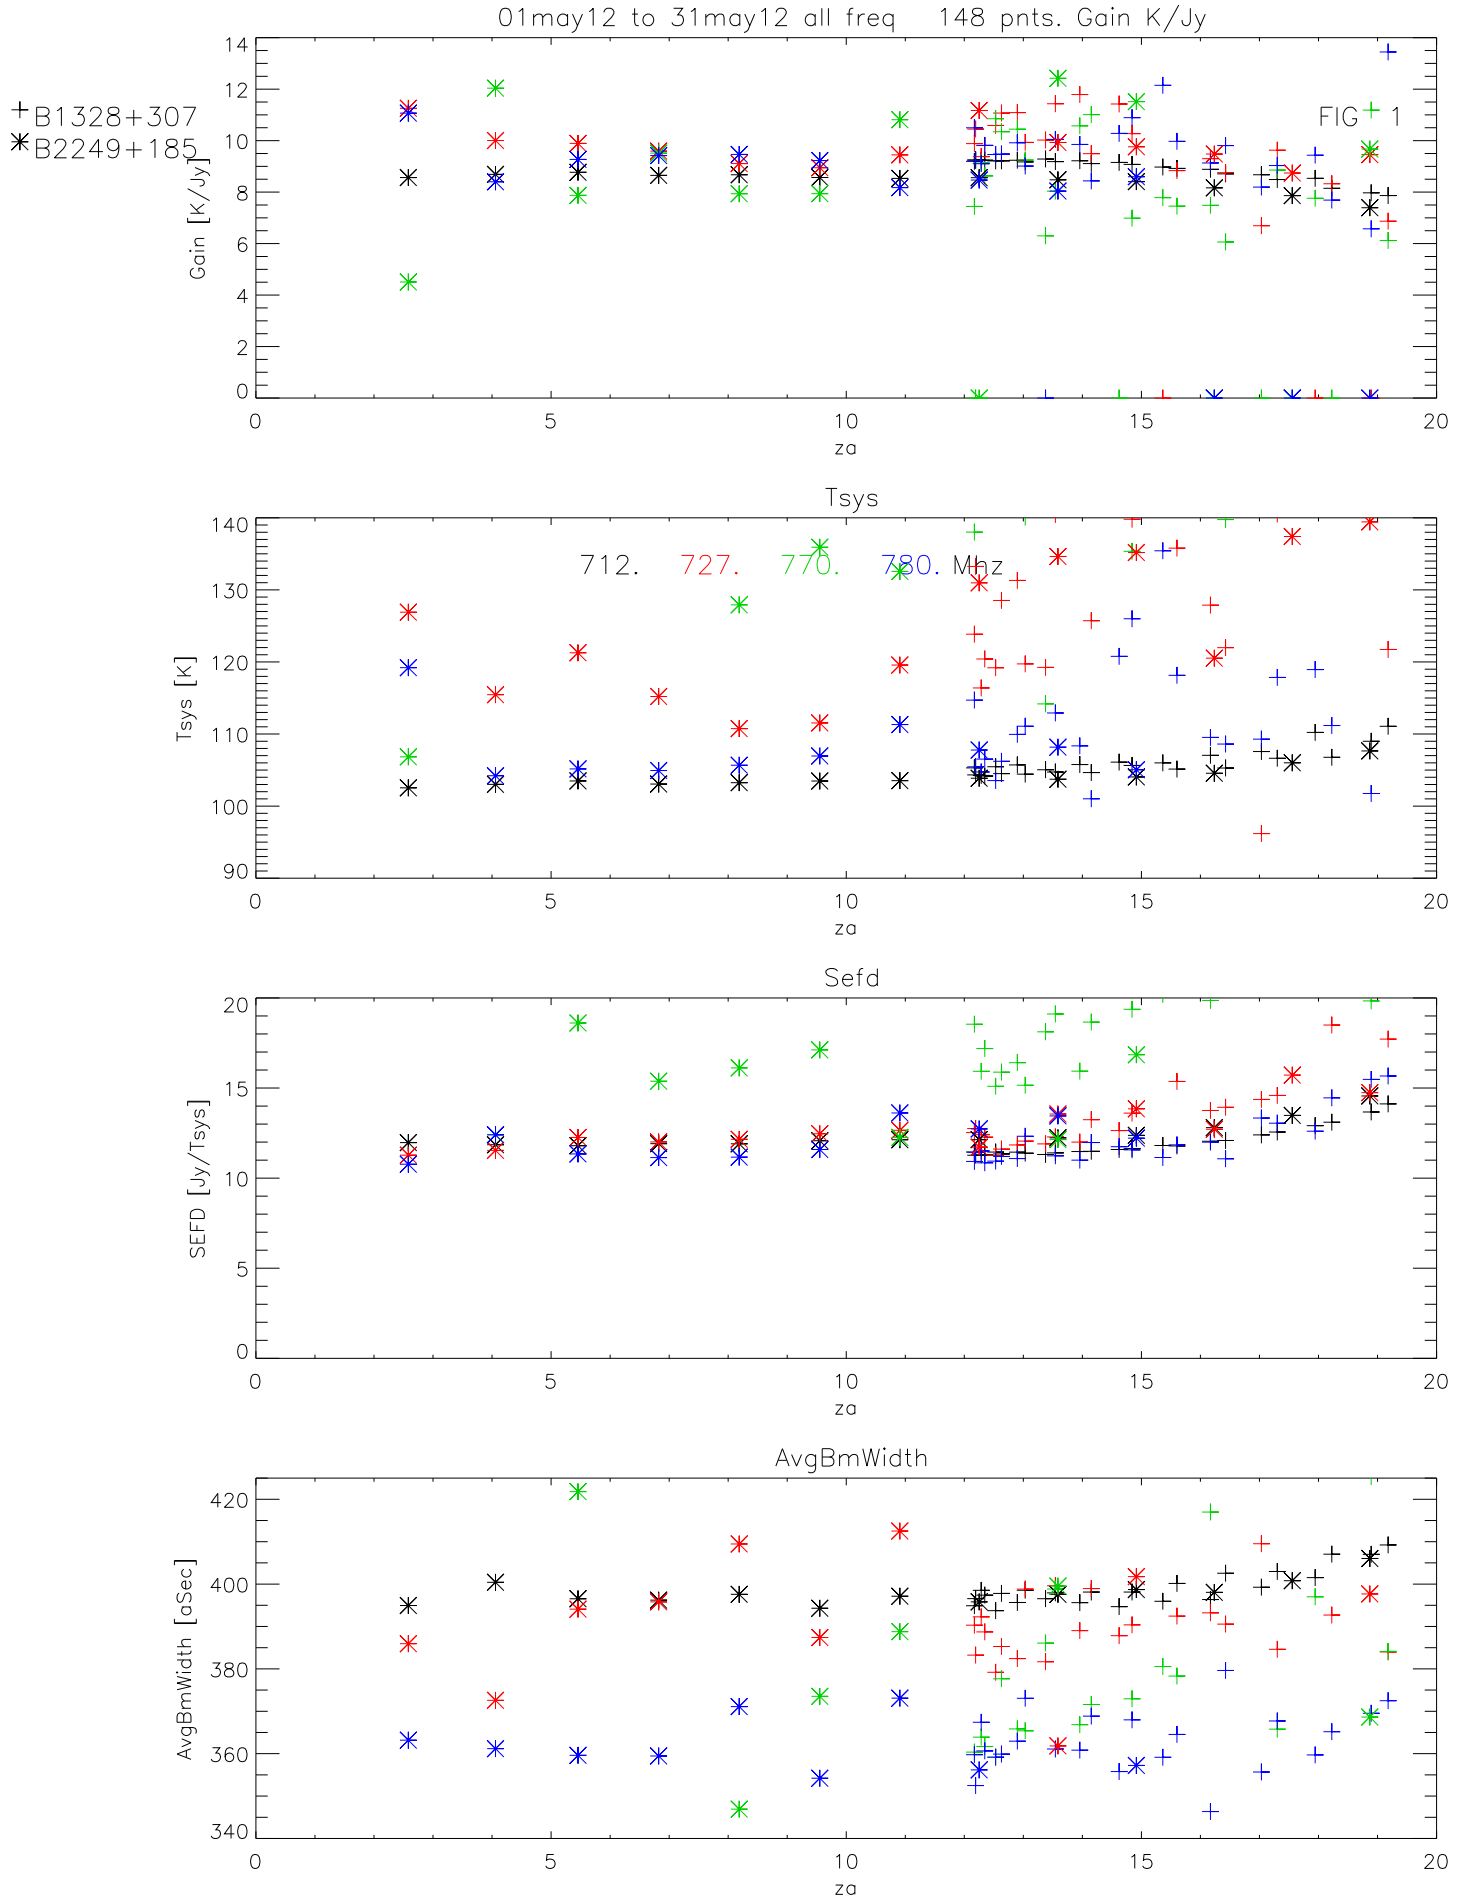 01may12 to 31may12 all freq 148 pnts. Gain K/Jy
B1328+307
B2249+185
FIG 1
Gain [K/Jy]
14
12
10
8
6
4
2
0
0 5 10 15 20
za
Tsys
712. 727. 770. 780. Mhz
Tsys [K]
140
130
120
110
100
90
0 5 10 15 20
za
Sefd
SEFD [Jy/Tsys]
20
15
10
5
0
0 5 10 15 20
za
AvgBmWidth
AvgBmWidth [aSec]
420
400
380
360
340
0 5 10 15 20
za